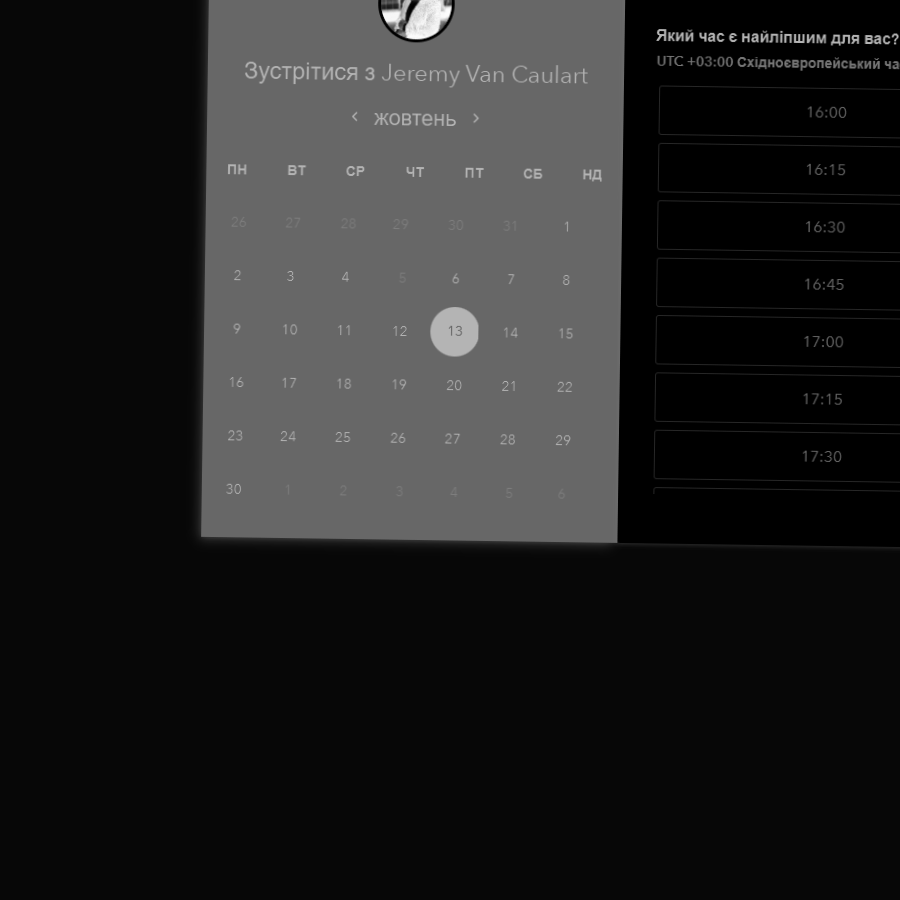 Зустрітися з Jeremy Van Caulart
‹ жовтень ›
ПН ВТ СР ЧТ ПТ СБ НД
26 27 28 29 30 31 1
2 3 4 5 6 7 8
9 10 11 12 13 14 15
16 17 18 19 20 21 22
23 24 25 26 27 28 29
30 1 2 3 4 5 6
Який час є найліпшим для вас?
UTC +03:00 Східноєвропейський ча
16:00
16:15
16:30
16:45
17:00
17:15
17:30